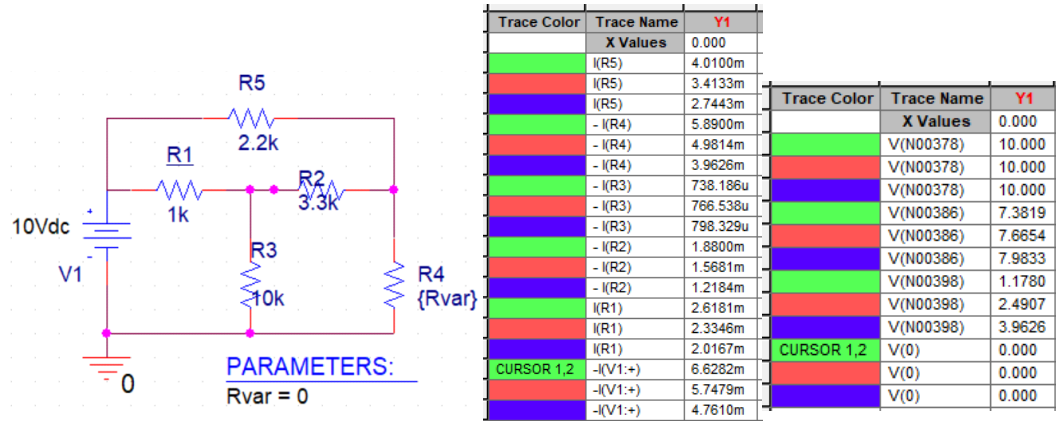 R5
2.2k
R1
1k
R2
3.3k
10Vdc
V1
R3
10k
R4
{Rvar}
0
PARAMETERS:
Rvar = 0
Trace Color Trace Name Y1
X Values 0.000
I(R5) 4.0100m
I(R5) 3.4133m
I(R5) 2.7443m
- I(R4) 5.8900m
- I(R4) 4.9814m
- I(R4) 3.9626m
- I(R3) 738.186u
- I(R3) 766.538u
- I(R3) 798.329u
- I(R2) 1.8800m
- I(R2) 1.5681m
- I(R2) 1.2184m
I(R1) 2.6181m
I(R1) 2.3346m
I(R1) 2.0167m
CURSOR 1,2 -I(V1:+) 6.6282m
-I(V1:+) 5.7479m
-I(V1:+) 4.7610m
Trace Color Trace Name Y1
X Values 0.000
V(N00378) 10.000
V(N00378) 10.000
V(N00378) 10.000
V(N00386) 7.3819
V(N00386) 7.6654
V(N00386) 7.9833
V(N00398) 1.1780
V(N00398) 2.4907
V(N00398) 3.9626
CURSOR 1,2 V(0) 0.000
V(0) 0.000
V(0) 0.000